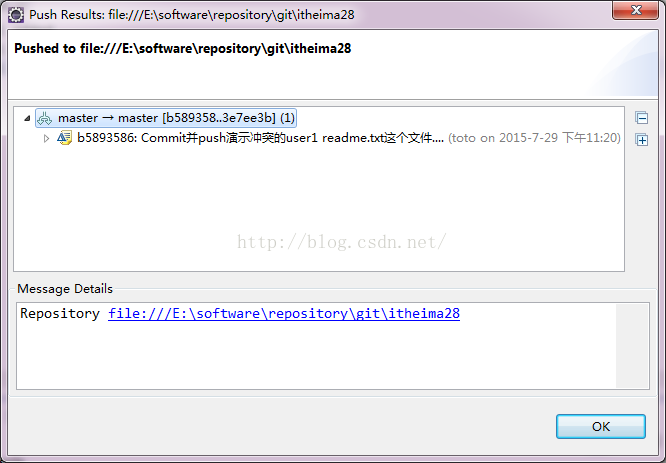 Push Results: file:///E:\software\repository\git\itheima28
Pushed to file:///E:\software\repository\git\itheima28
master → master [b589358..3e7ee3b] (1)
b5893586: Commit并push演示冲突的user1 readme.txt这个文件.... (toto on 2015-7-29 下午11:20)
http://blog.csdn.net/
Message Details
Repository file:///E:\software\repository\git\itheima28
OK